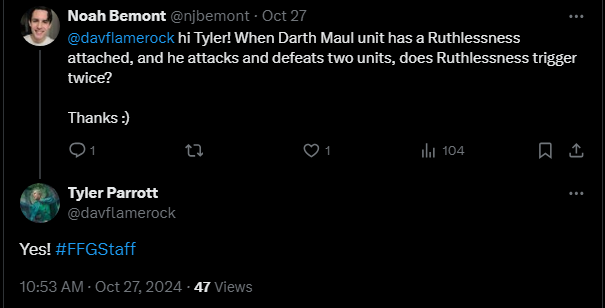 Noah Bemont @njbemont · Oct 27
@davflamerock hi Tyler! When Darth Maul unit has a Ruthlessness
attached, and he attacks and defeats two units, does Ruthlessness trigger
twice?
Thanks :)
1 1 104
Tyler Parrott
@davflamerock
Yes! #FFGStaff
10:53 AM · Oct 27, 2024 · 47 Views